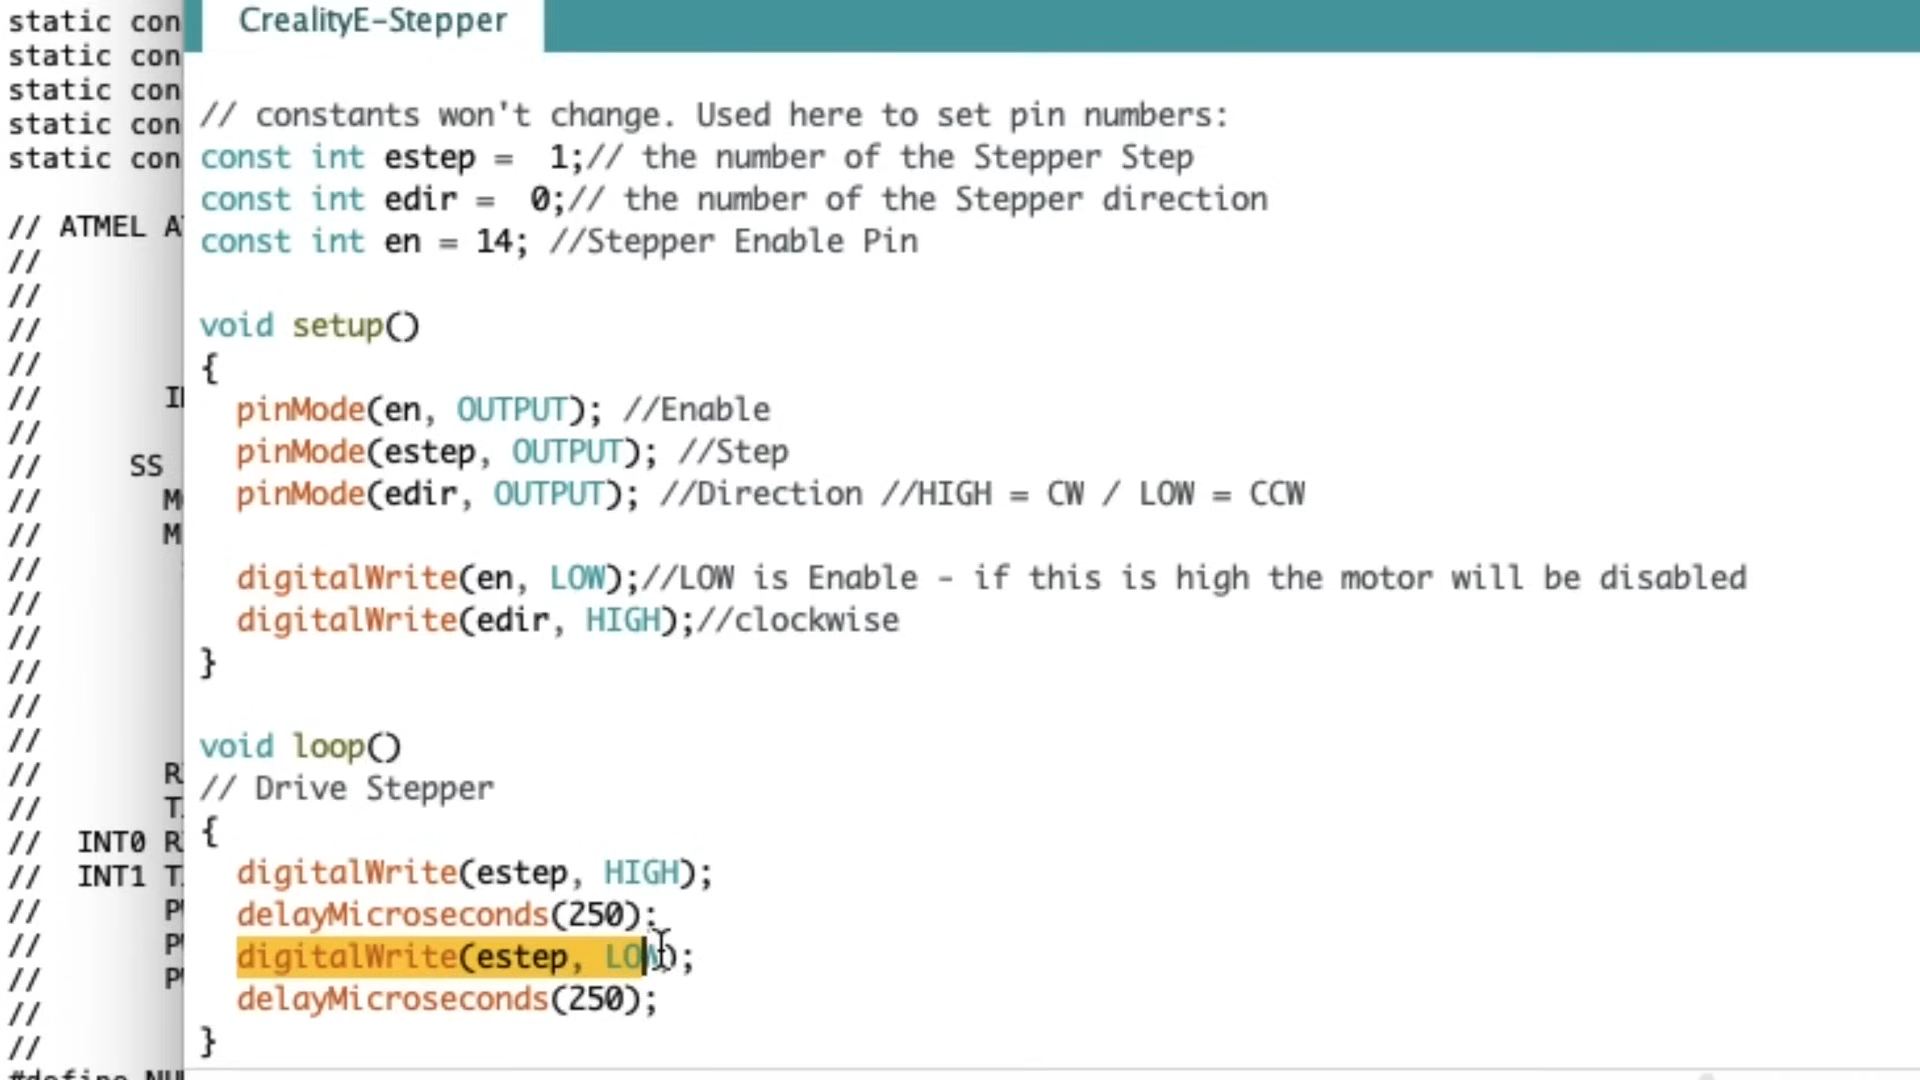 CrealityE-Stepper
static con
static con
static con
static con
static con
// ATMEL A
//
//
//
//
//
//
// SS
//
//
//
//
//
//
//
//
//
//
// INT0
// INT1
//
//
//
//
//
#define
// constants won't change. Used here to set pin numbers:
const int estep =  1;// the number of the Stepper Step
const int edir =  0;// the number of the Stepper direction
const int en = 14; //Stepper Enable Pin
void setup()
{
  pinMode(en, OUTPUT); //Enable
  pinMode(estep, OUTPUT); //Step
  pinMode(edir, OUTPUT); //Direction //HIGH = CW / LOW = CCW
  digitalWrite(en, LOW);//LOW is Enable - if this is high the motor will be disabled
  digitalWrite(edir, HIGH);//clockwise
}
void loop()
// Drive Stepper
{
  digitalWrite(estep, HIGH);
  delayMicroseconds(250);
  digitalWrite(estep, LOW);
  delayMicroseconds(250);
}